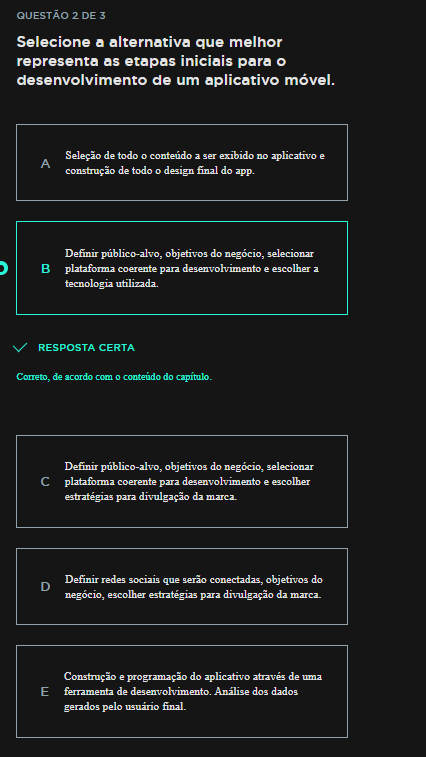 QUESTÃO 2 DE 3
Selecione a alternativa que melhor
representa as etapas iniciais para o
desenvolvimento de um aplicativo móvel.
A
Seleção de todo o conteúdo a ser exibido no aplicativo e
construção de todo o design final do app.
B
Definir público-alvo, objetivos do negócio, selecionar
plataforma coerente para desenvolvimento e escolher a
tecnologia utilizada.
RESPOSTA CERTA
Correto, de acordo com o conteúdo do capítulo.
C
Definir público-alvo, objetivos do negócio, selecionar
plataforma coerente para desenvolvimento e escolher
estratégias para divulgação da marca.
D
Definir redes sociais que serão conectadas, objetivos do
negócio, escolher estratégias para divulgação da marca.
E
Construção e programação do aplicativo através de uma
ferramenta de desenvolvimento. Análise dos dados
gerados pelo usuário final.